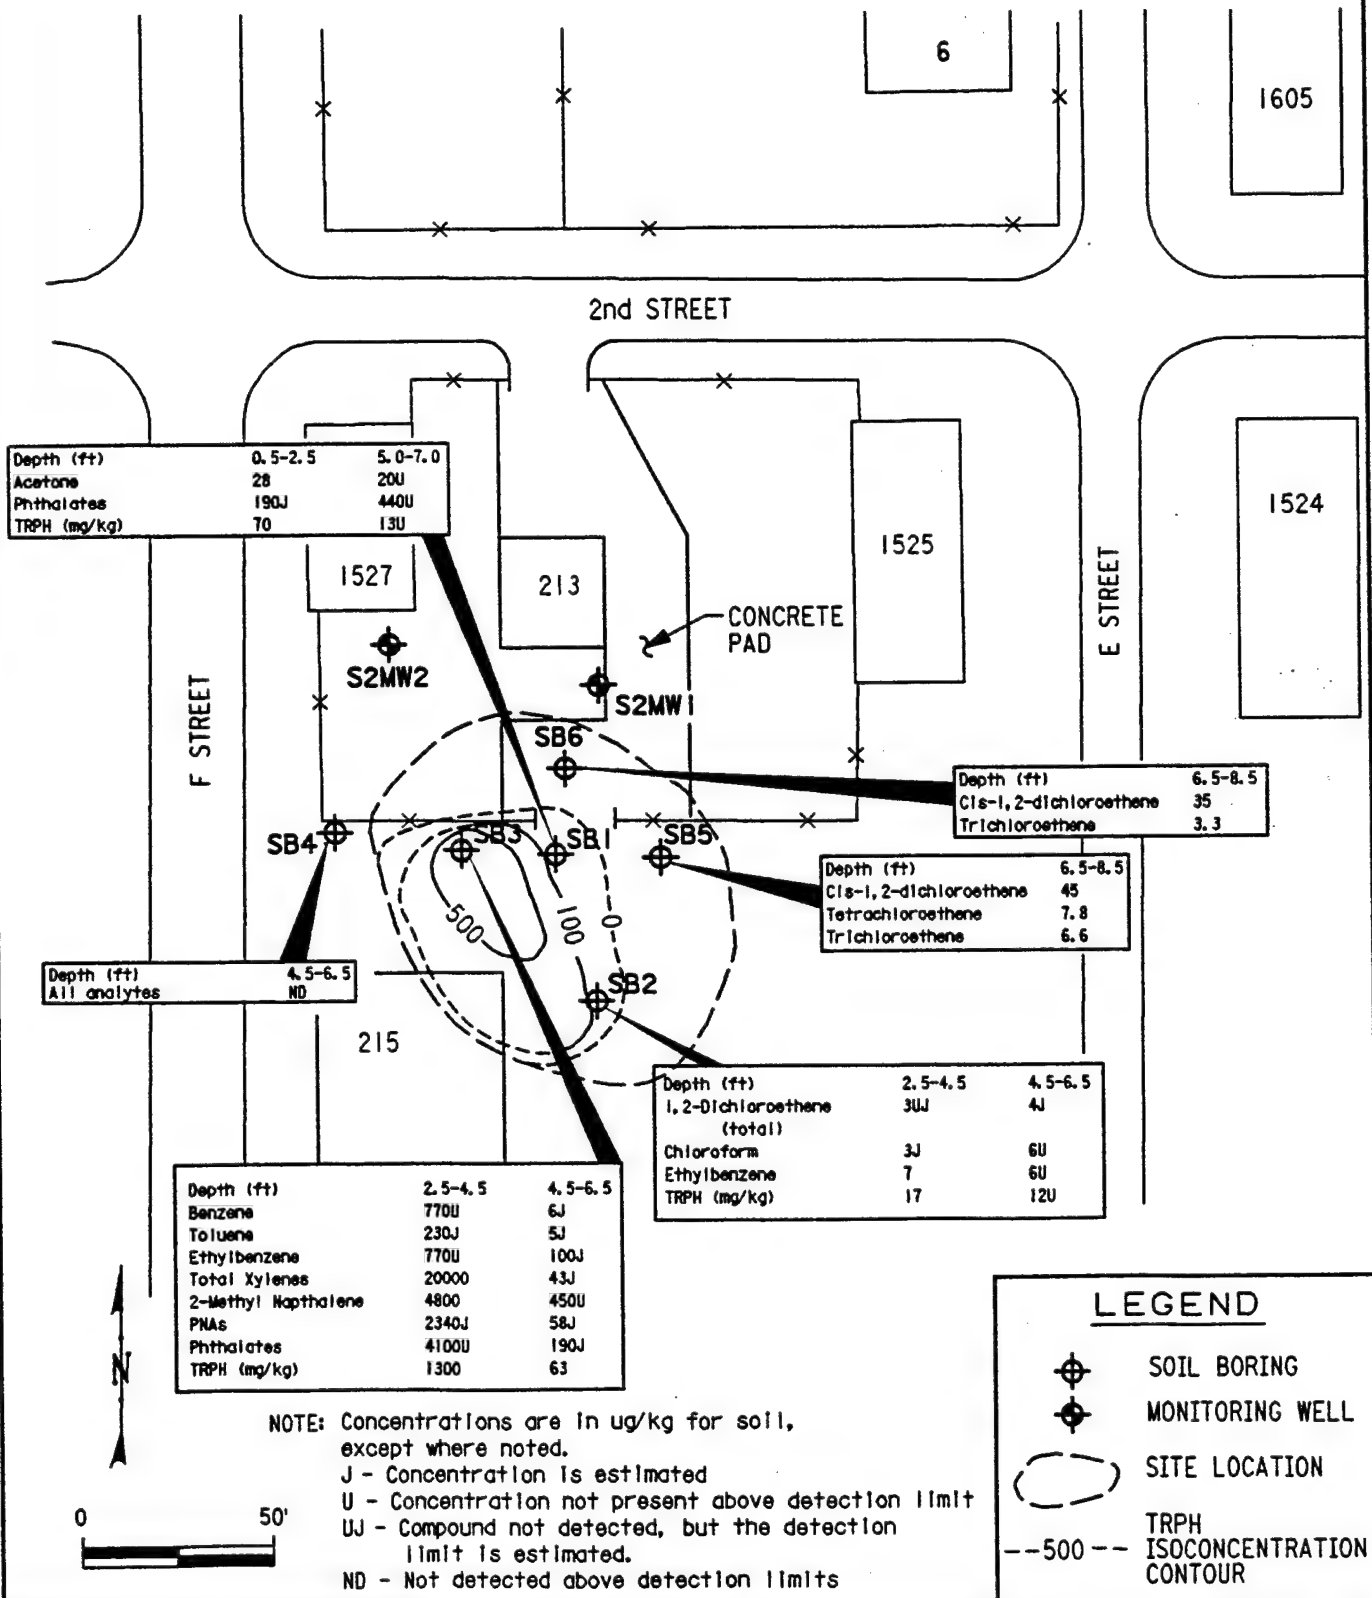 6
1605
2nd STREET
Depth (ft) 0.5-2.5 5.0-7.0
Acetone 28 20U
Phthalates 190J 440U
TRPH (mg/kg) 70 13U
1527
213
1525
1524
CONCRETE
PAD
E STREET
F STREET
S2MW2
S2MW1
SB6
SB4
SB3
SB1
SB5
Depth (ft) 6.5-8.5
Cis-1,2-dichloroethene 35
Trichloroethene 3.3
Depth (ft) 6.5-8.5
Cis-1,2-dichloroethene 45
Tetrachloroethene 7.8
Trichloroethene 6.6
500
100
0
SB2
Depth (ft) 4.5-6.5
All analytes ND
215
Depth (ft) 2.5-4.5 4.5-6.5
1,2-Dichloroethene 3UJ 4J
(total)
Chloroform 3J 6U
Ethylbenzene 7 6U
TRPH (mg/kg) 17 12U
Depth (ft) 2.5-4.5 4.5-6.5
Benzene 770U 6J
Toluene 230J 5J
Ethylbenzene 770U 100J
Total Xylenes 20000 43J
2-Methyl Napthalene 4800 450U
PNAs 2340J 58J
Phthalates 4100U 190J
TRPH (mg/kg) 1300 63
N
0 50'
NOTE: Concentrations are in ug/kg for soil,
except where noted.
J - Concentration is estimated
U - Concentration not present above detection limit
UJ - Compound not detected, but the detection
limit is estimated.
ND - Not detected above detection limits
LEGEND
SOIL BORING
MONITORING WELL
SITE LOCATION
--500-- TRPH
ISOCONCENTRATION
CONTOUR